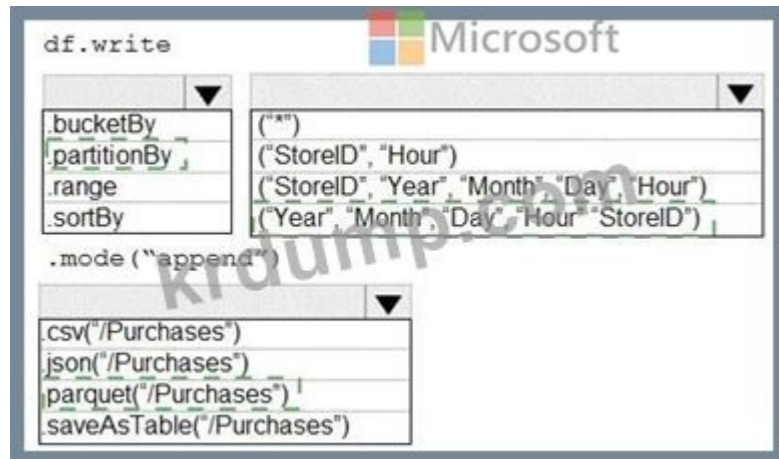 df.write
Microsoft
.bucketBy
("*")
.partitionBy
("StoreID", "Hour")
.range
("StoreID", "Year", "Month", "Day", "Hour")
.sortBy
("Year", "Month", "Day", "Hour" "StoreID")
.mode("append")
krdump.com
.csv("/Purchases")
.json("/Purchases")
.parquet("/Purchases")
.saveAsTable("/Purchases")